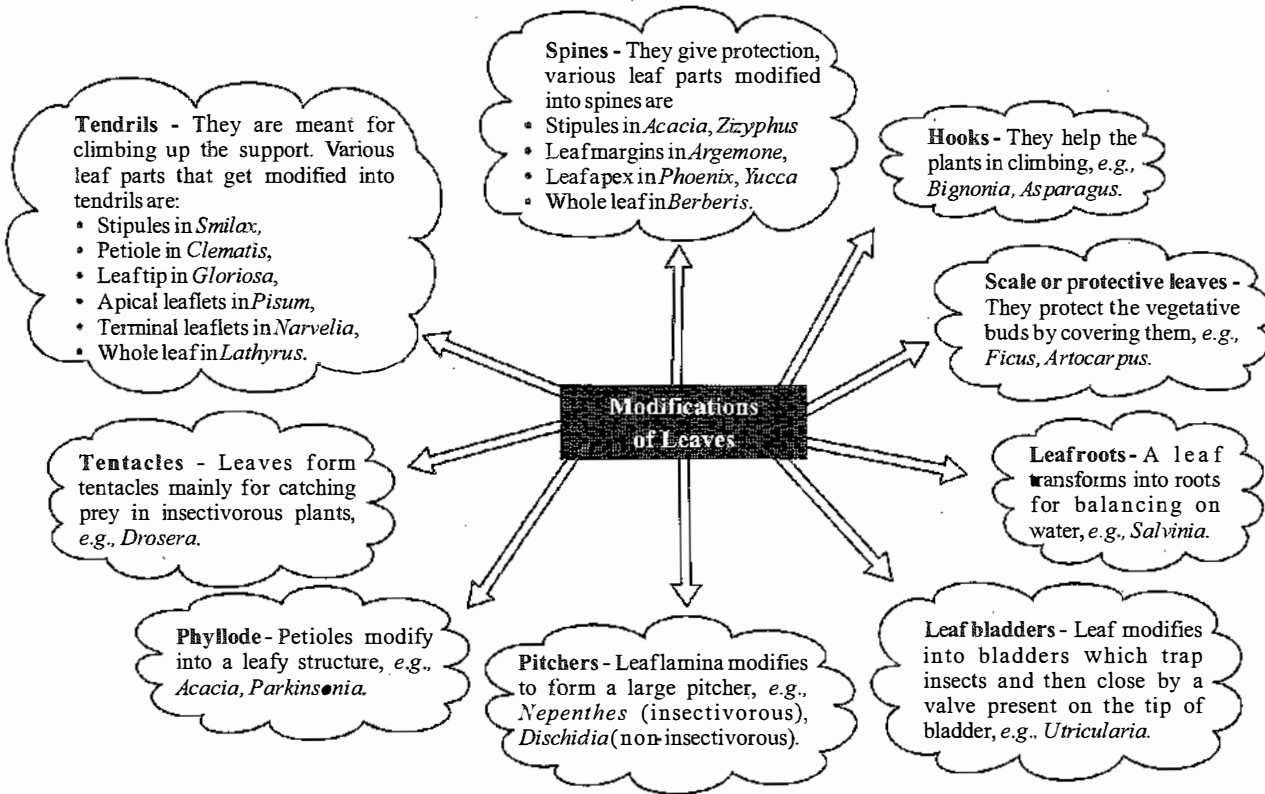 Spines - They give protection,
various leaf parts modified
into spines are
• Stipules in Acacia, Zizyphus
• Leaf margins in Argemone,
• Leaf apex in Phoenix, Yucca
• Whole leaf in Berberis.
Tendrils - They are meant for
climbing up the support. Various
leaf parts that get modified into
tendrils are:
• Stipules in Smilax,
• Petiole in Clematis,
• Leaf tip in Gloriosa,
• Apical leaflets in Pisum,
• Terminal leaflets in Narvelia,
• Whole leaf in Lathyrus.
Hooks - They help the
plants in climbing, e.g.,
Bignonia, Asparagus.
Scale or protective leaves -
They protect the vegetative
buds by covering them, e.g.,
Ficus, Artocarpus.
Modifications
of Leaves
Tentacles - Leaves form
tentacles mainly for catching
prey in insectivorous plants,
e.g., Drosera.
Leaf roots - A leaf
transforms into roots
for balancing on
water, e.g., Salvinia.
Phyllode - Petioles modify
into a leafy structure, e.g.,
Acacia, Parkinsonia.
Pitchers - Leaf lamina modifies
to form a large pitcher, e.g.,
Nepenthes (insectivorous),
Dischidia (non-insectivorous).
Leaf bladders - Leaf modifies
into bladders which trap
insects and then close by a
valve present on the tip of
bladder, e.g., Utricularia.